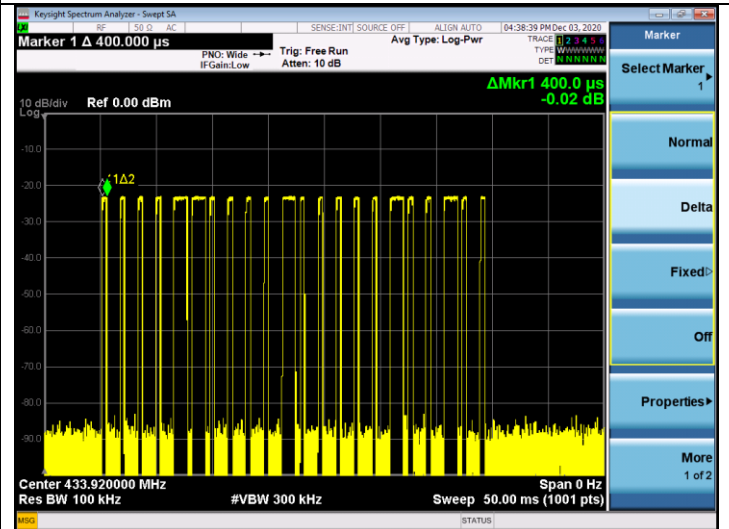 Keysight Spectrum Analyzer - Swept SA
RF 50 Ω AC SENSE:INT SOURCE OFF ALIGN AUTO 04:38:39 PM Dec 03, 2020
Marker 1 Δ 400.000 µs
PNO: Wide
IFGain:Low
Trig: Free Run
Atten: 10 dB
Avg Type: Log-Pwr
TRACE 1 2 3 4 5 6
TYPE WWWWWW
DET N N N N N N
ΔMkr1 400.0 µs
-0.02 dB
10 dB/div Ref 0.00 dBm
Log
-10.0
1Δ2
-20.0
-30.0
-40.0
-50.0
-60.0
-70.0
-80.0
-90.0
Center 433.920000 MHz Span 0 Hz
Res BW 100 kHz #VBW 300 kHz Sweep 50.00 ms (1001 pts)
MSG STATUS
Marker
Select Marker
1
Normal
Delta
Fixed
Off
Properties
More
1 of 2